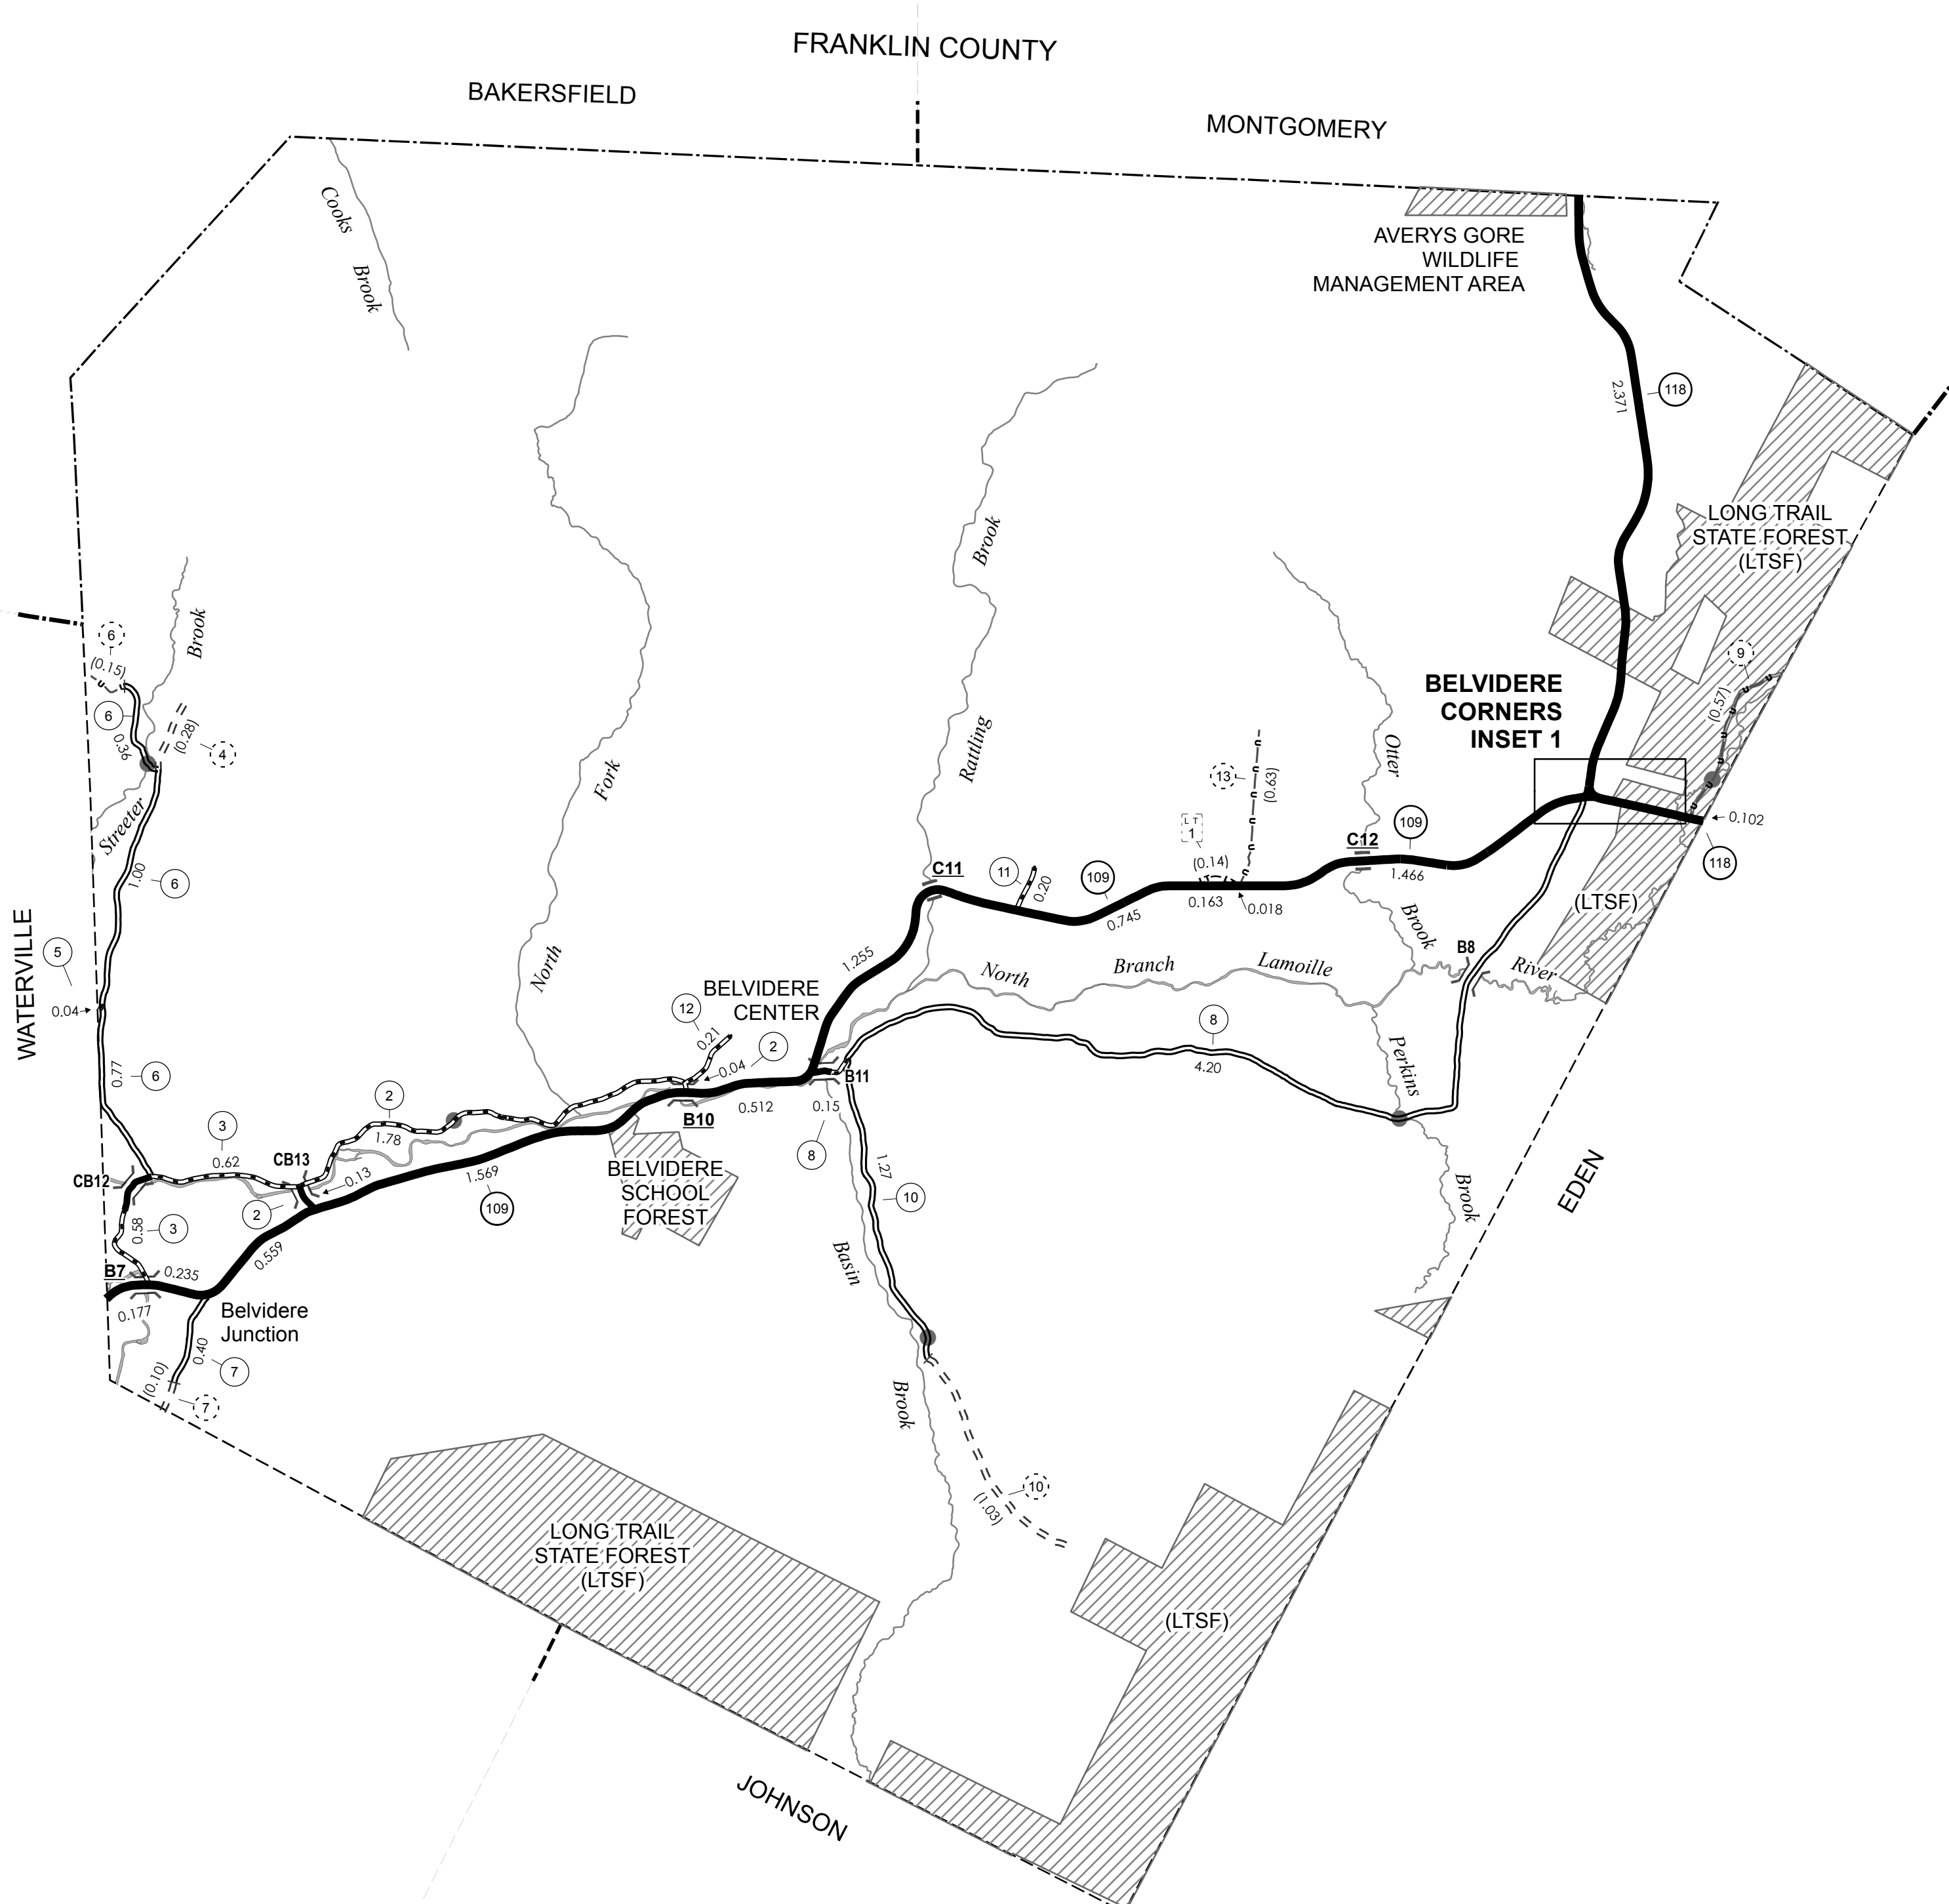 FRANKLIN COUNTY
BAKERSFIELD
MONTGOMERY
Cooks
Brook
AVERYS GORE
WILDLIFE
MANAGEMENT AREA
2.371
118
LONG TRAIL
STATE FOREST
(LTSF)
Brook
Brook
6
(0.15)
6
0.36
(0.28)
4
Streeter
1.00
6
Fork
North
Rattling
13
(0.63)
L T
1
(0.14)
Otter
BELVIDERE
CORNERS
INSET 1
9
(0.57)
0.102
118
C12
109
1.466
C11
11
0.20
109
0.745
0.163
0.018
(LTSF)
WATERVILLE
5
0.04
0.77
6
1.255
North
Branch
Lamoille
Brook
B8
River
BELVIDERE
CENTER
12
0.21
2
0.04
B11
8
4.20
Perkins
2
1.78
3
0.62
CB13
0.13
CB12
2
3
0.58
1.569
109
B10
0.512
0.15
8
BELVIDERE
SCHOOL
FOREST
1.27
10
Basin
Brook
EDEN
B7
0.235
0.559
0.177
Belvidere
Junction
0.40
7
(0.10)
7
Brook
10
(1.03)
LONG TRAIL
STATE FOREST
(LTSF)
(LTSF)
JOHNSON